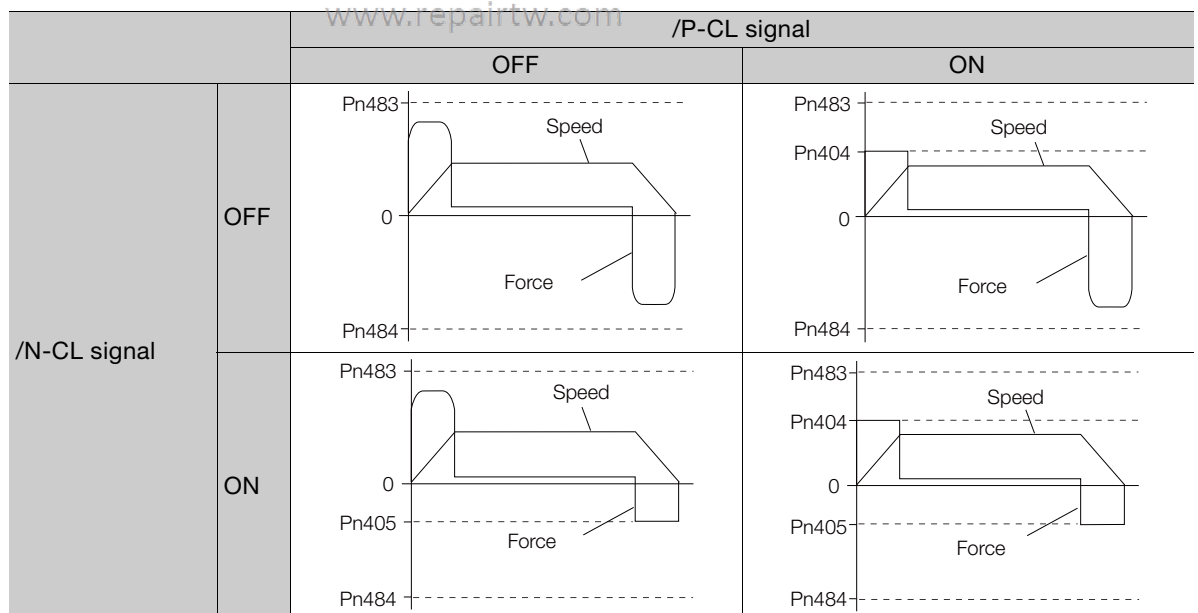 www.repairtw.com
/P-CL signal
OFF
ON
/N-CL signal
OFF
Pn483
Speed
0
Force
Pn484
Pn483
Speed
Pn404
0
Force
Pn484
ON
Pn483
Speed
0
Pn405
Force
Pn484
Pn483
Speed
Pn404
0
Pn405
Force
Pn484